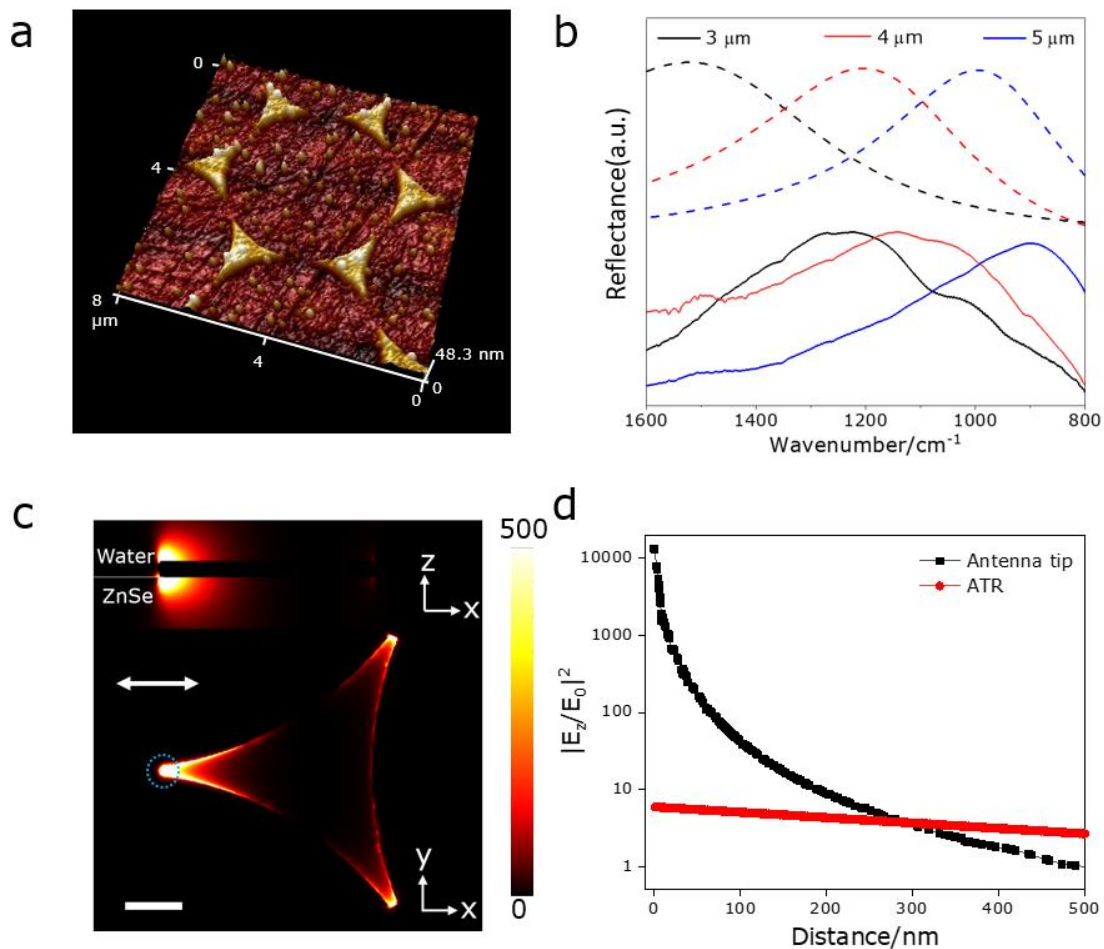 a
0
4
8
μm
4
48.3 nm
0
0
b
3 μm
4 μm
5 μm
Reflectance(a.u.)
1600
1400
1200
1000
800
Wavenumber/cm⁻¹
c
Water
ZnSe
z
x
y
x
500
0
d
Antenna tip
ATR
|E_z/E_0|²
10000
1000
100
10
1
0
100
200
300
400
500
Distance/nm